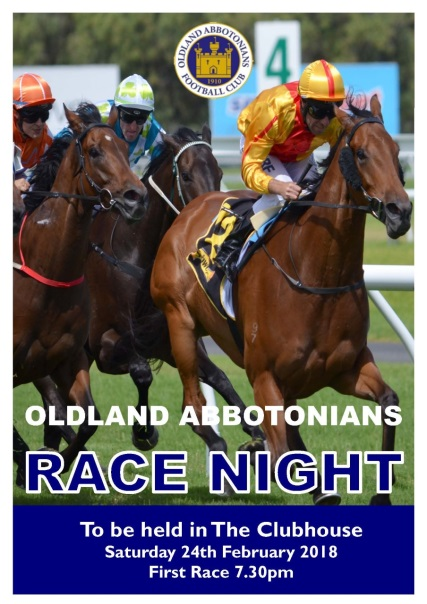 OLDLAND ABBOTONIANS
1910
FOOTBALL CLUB
4
OLDLAND ABBOTONIANS
RACE NIGHT
To be held in The Clubhouse
Saturday 24th February 2018
First Race 7.30pm